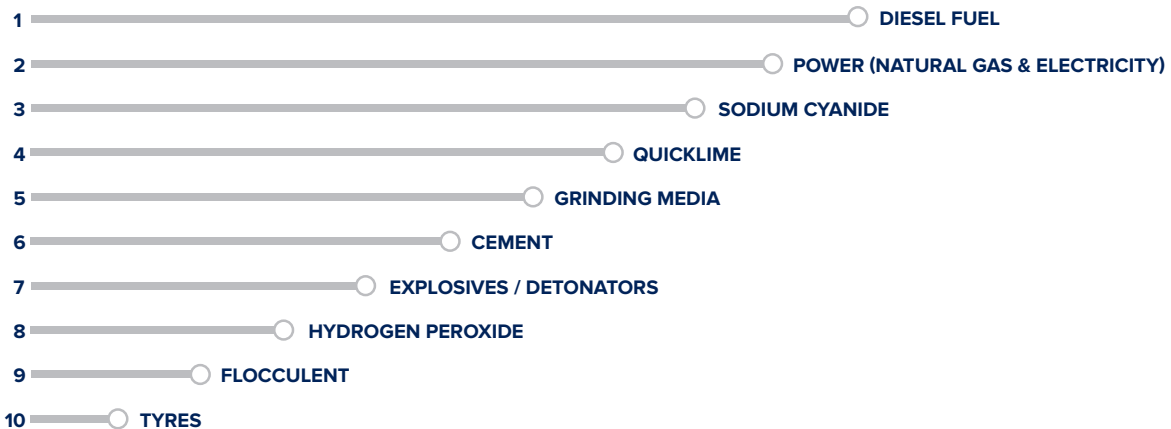 1 DIESEL FUEL
2 POWER (NATURAL GAS & ELECTRICITY)
3 SODIUM CYANIDE
4 QUICKLIME
5 GRINDING MEDIA
6 CEMENT
7 EXPLOSIVES / DETONATORS
8 HYDROGEN PEROXIDE
9 FLOCCULENT
10 TYRES